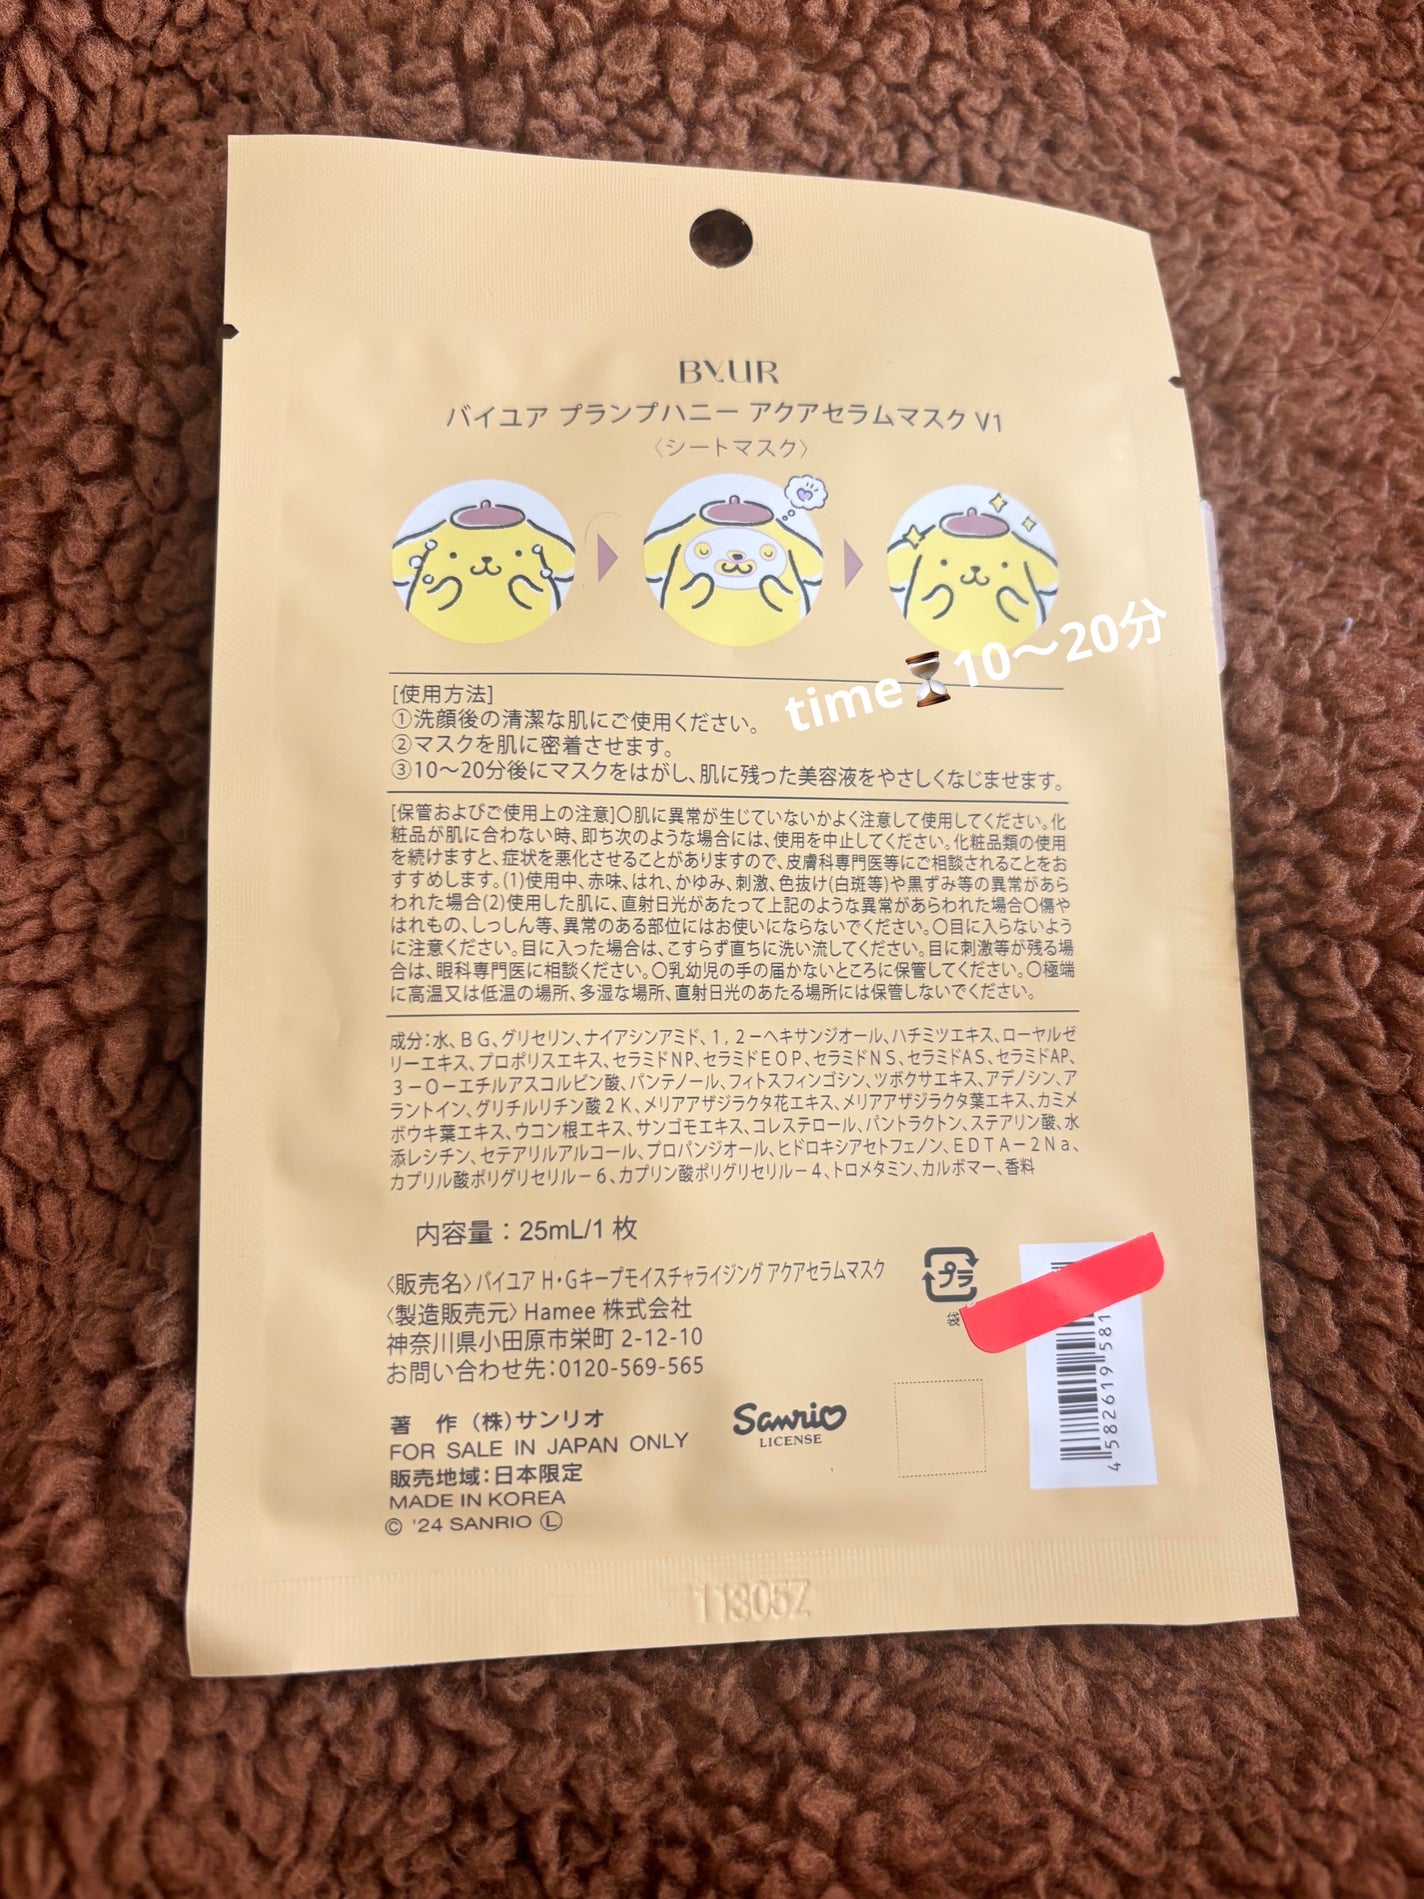 BYUR
バイユア プランプハニー アクアセラムマスク V1
〈シートマスク〉
time⏳10〜20分
[使用方法]
①洗顔後の清潔な肌にご使用ください。
②マスクを肌に密着させます。
③10〜20分後にマスクをはがし、肌に残った美容液をやさしくなじませます。
[保管およびご使用上の注意]〇肌に異常が生じていないかよく注意して使用してください。化
粧品が肌に合わない時、即ち次のような場合には、使用を中止してください。化粧品類の使用
を続けますと、症状を悪化させることがありますので、皮膚科専門医等にご相談されることをお
すすめします。(1)使用中、赤味、はれ、かゆみ、刺激、色抜け(白斑等)や黒ずみ等の異常があら
われた場合(2)使用した肌に、直射日光があたって上記のような異常があらわれた場合〇傷や
はれもの、しっしん等、異常のある部位にはお使いにならないでください。〇目に入らないよう
に注意ください。目に入った場合は、こすらず直ちに洗い流してください。目に刺激等が残る場
合は、眼科専門医に相談ください。〇乳幼児の手の届かないところに保管してください。〇極端
に高温又は低温の場所、多湿な場所、直射日光のあたる場所には保管しないでください。
成分：水、ＢＧ、グリセリン、ナイアシンアミド、１，２－ヘキサンジオール、ハチミツエキス、ローヤルゼ
リーエキス、プロポリスエキス、セラミドNP、セラミドＥＯＰ、セラミドＮＳ、セラミドAS、セラミドAP、
３－Ｏ－エチルアスコルビン酸、パンテノール、フィトスフィンゴシン、ツボクサエキス、アデノシン、ア
ラントイン、グリチルリチン酸２Ｋ、メリアアザジラクタ花エキス、メリアアザジラクタ葉エキス、カミメ
ボウキ葉エキス、ウコン根エキス、サンゴモエキス、コレステロール、パントラクトン、ステアリン酸、水
添レシチン、セテアリルアルコール、プロパンジオール、ヒドロキシアセトフェノン、ＥＤＴＡ－２Ｎａ、
カプリル酸ポリグリセリル－６、カプリン酸ポリグリセリル－４、トロメタミン、カルボマー、香料
内容量：25mL/1 枚
〈販売名〉バイユア H・Gキープモイスチャライジング アクアセラムマスク
〈製造販売元〉Hamee 株式会社
神奈川県小田原市栄町 2-12-10
お問い合わせ先：0120-569-565
プラ
著　作 （株）サンリオ
FOR SALE IN JAPAN ONLY
販売地域：日本限定
MADE IN KOREA
© '24 SANRIO Ⓛ
Sanrio
LICENSE
4 582619 581
11305Z